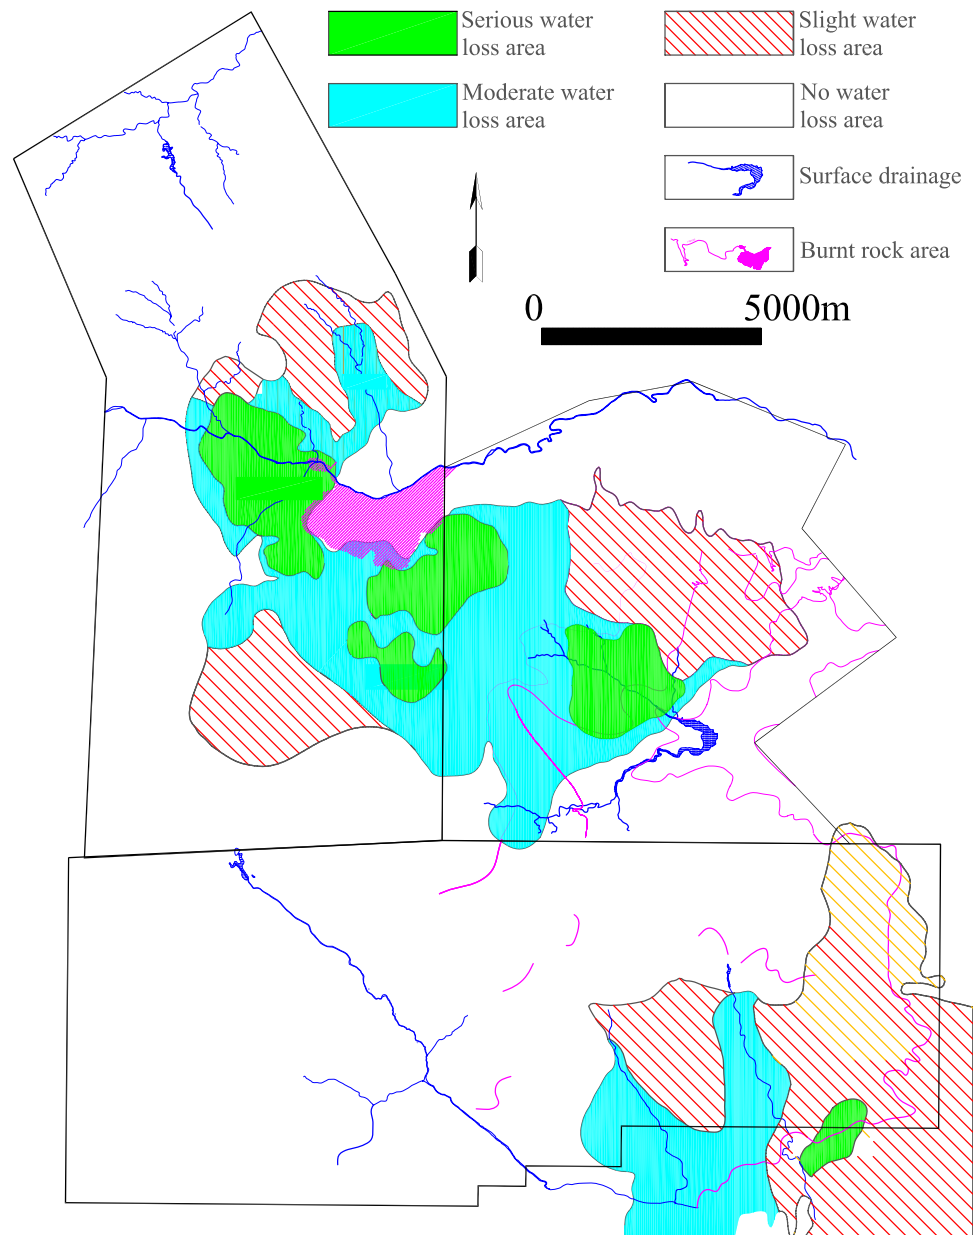 Serious water
loss area
Slight water
loss area
Moderate water
loss area
No water
loss area
Surface drainage
Burnt rock area
0 5000m